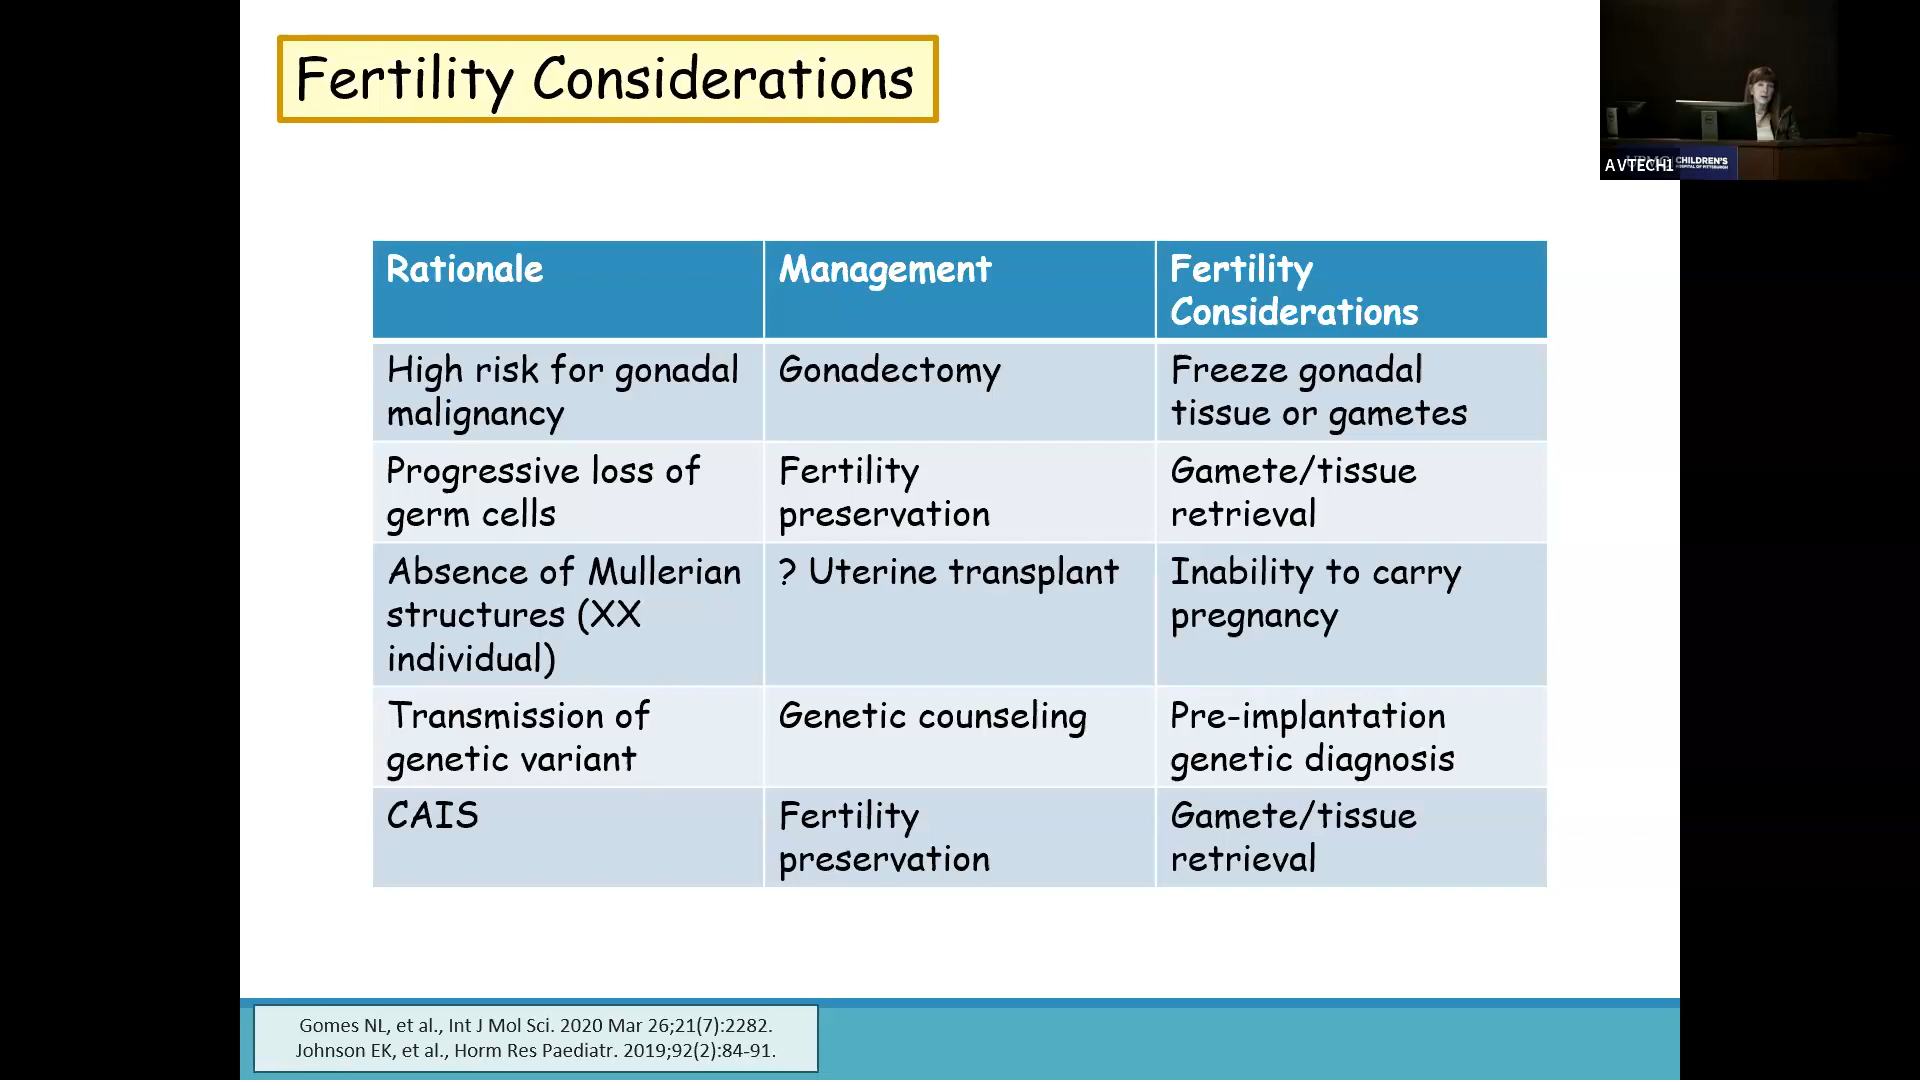 Fertility Considerations
AVTECH1
CHILDREN'S
Rationale
Management
Fertility
Considerations
High risk for gonadal
malignancy
Gonadectomy
Freeze gonadal
tissue or gametes
Progressive loss of
germ cells
Fertility
preservation
Gamete/tissue
retrieval
Absence of Mullerian
structures (XX
individual)
? Uterine transplant
Inability to carry
pregnancy
Transmission of
genetic variant
Genetic counseling
Pre-implantation
genetic diagnosis
CAIS
Fertility
preservation
Gamete/tissue
retrieval
Gomes NL, et al., Int J Mol Sci. 2020 Mar 26;21(7):2282.
Johnson EK, et al., Horm Res Paediatr. 2019;92(2):84-91.